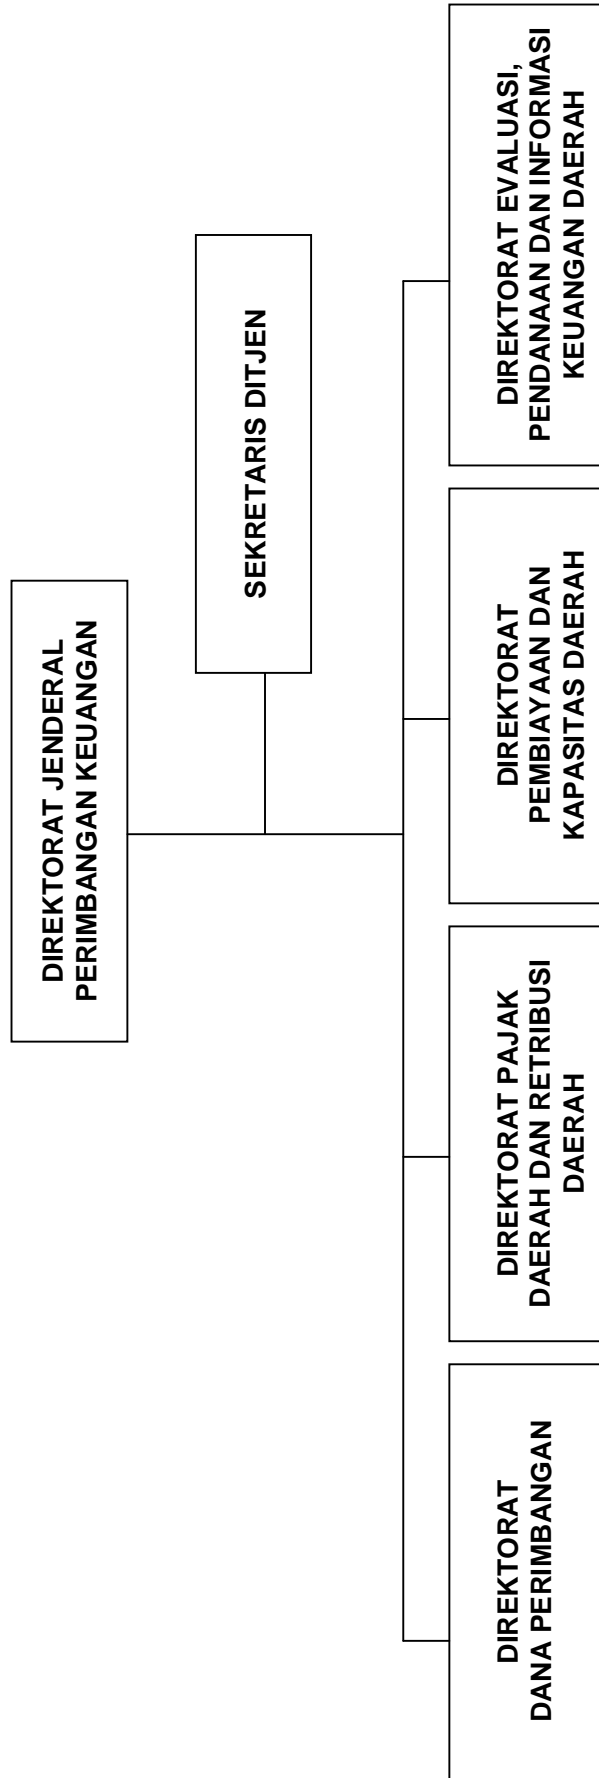 DIREKTORAT JENDERAL
PERIMBANGAN KEUANGAN
SEKRETARIS DITJEN
DIREKTORAT
DANA PERIMBANGAN
DIREKTORAT PAJAK
DAERAH DAN RETRIBUSI
DAERAH
DIREKTORAT
PEMBIAYAAN DAN
KAPASITAS DAERAH
DIREKTORAT EVALUASI,
PENDANAAN DAN INFORMASI
KEUANGAN DAERAH